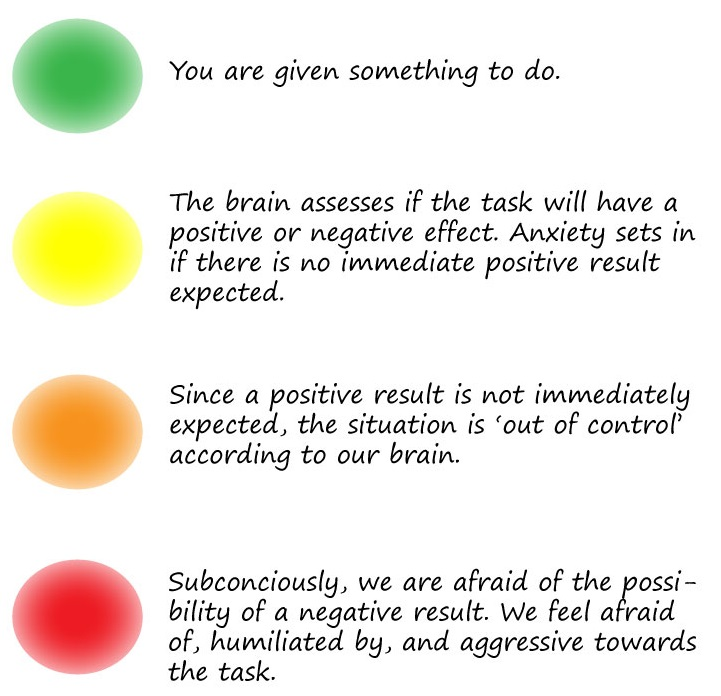 You are given something to do.
The brain assesses if the task will have a
positive or negative effect. Anxiety sets in
if there is no immediate positive result
expected.
Since a positive result is not immediately
expected, the situation is ‘out of control’
according to our brain.
Subconciously, we are afraid of the possi-
bility of a negative result. We feel afraid
of, humiliated by, and aggressive towards
the task.